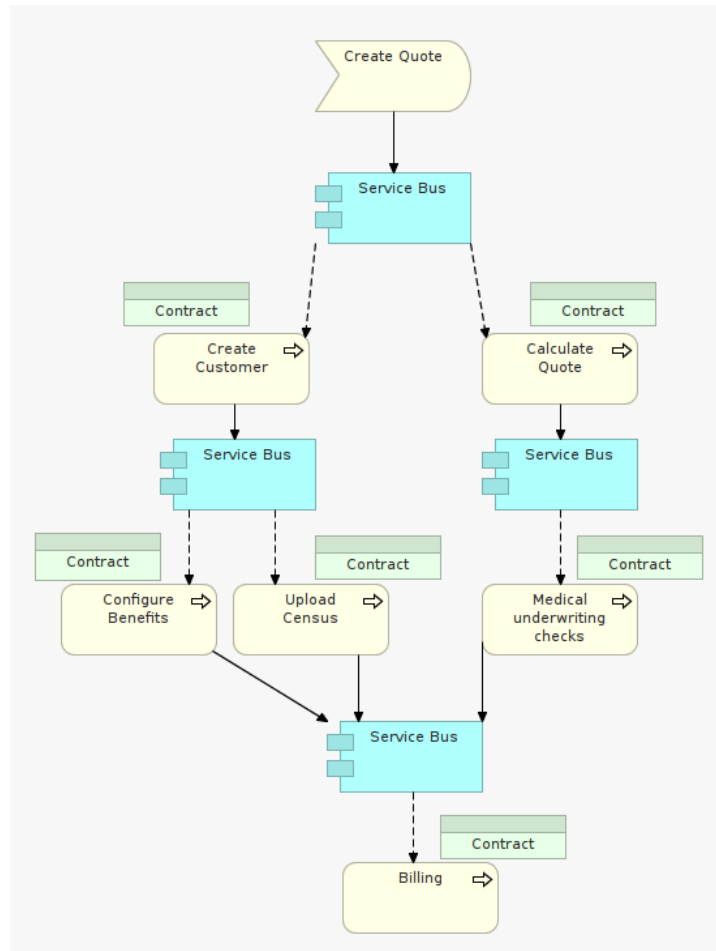 Create Quote
Service Bus
Contract
Contract
Create
Customer
Calculate
Quote
Service Bus
Service Bus
Contract
Contract
Contract
Configure
Benefits
Upload
Census
Medical
underwriting
checks
Service Bus
Contract
Billing